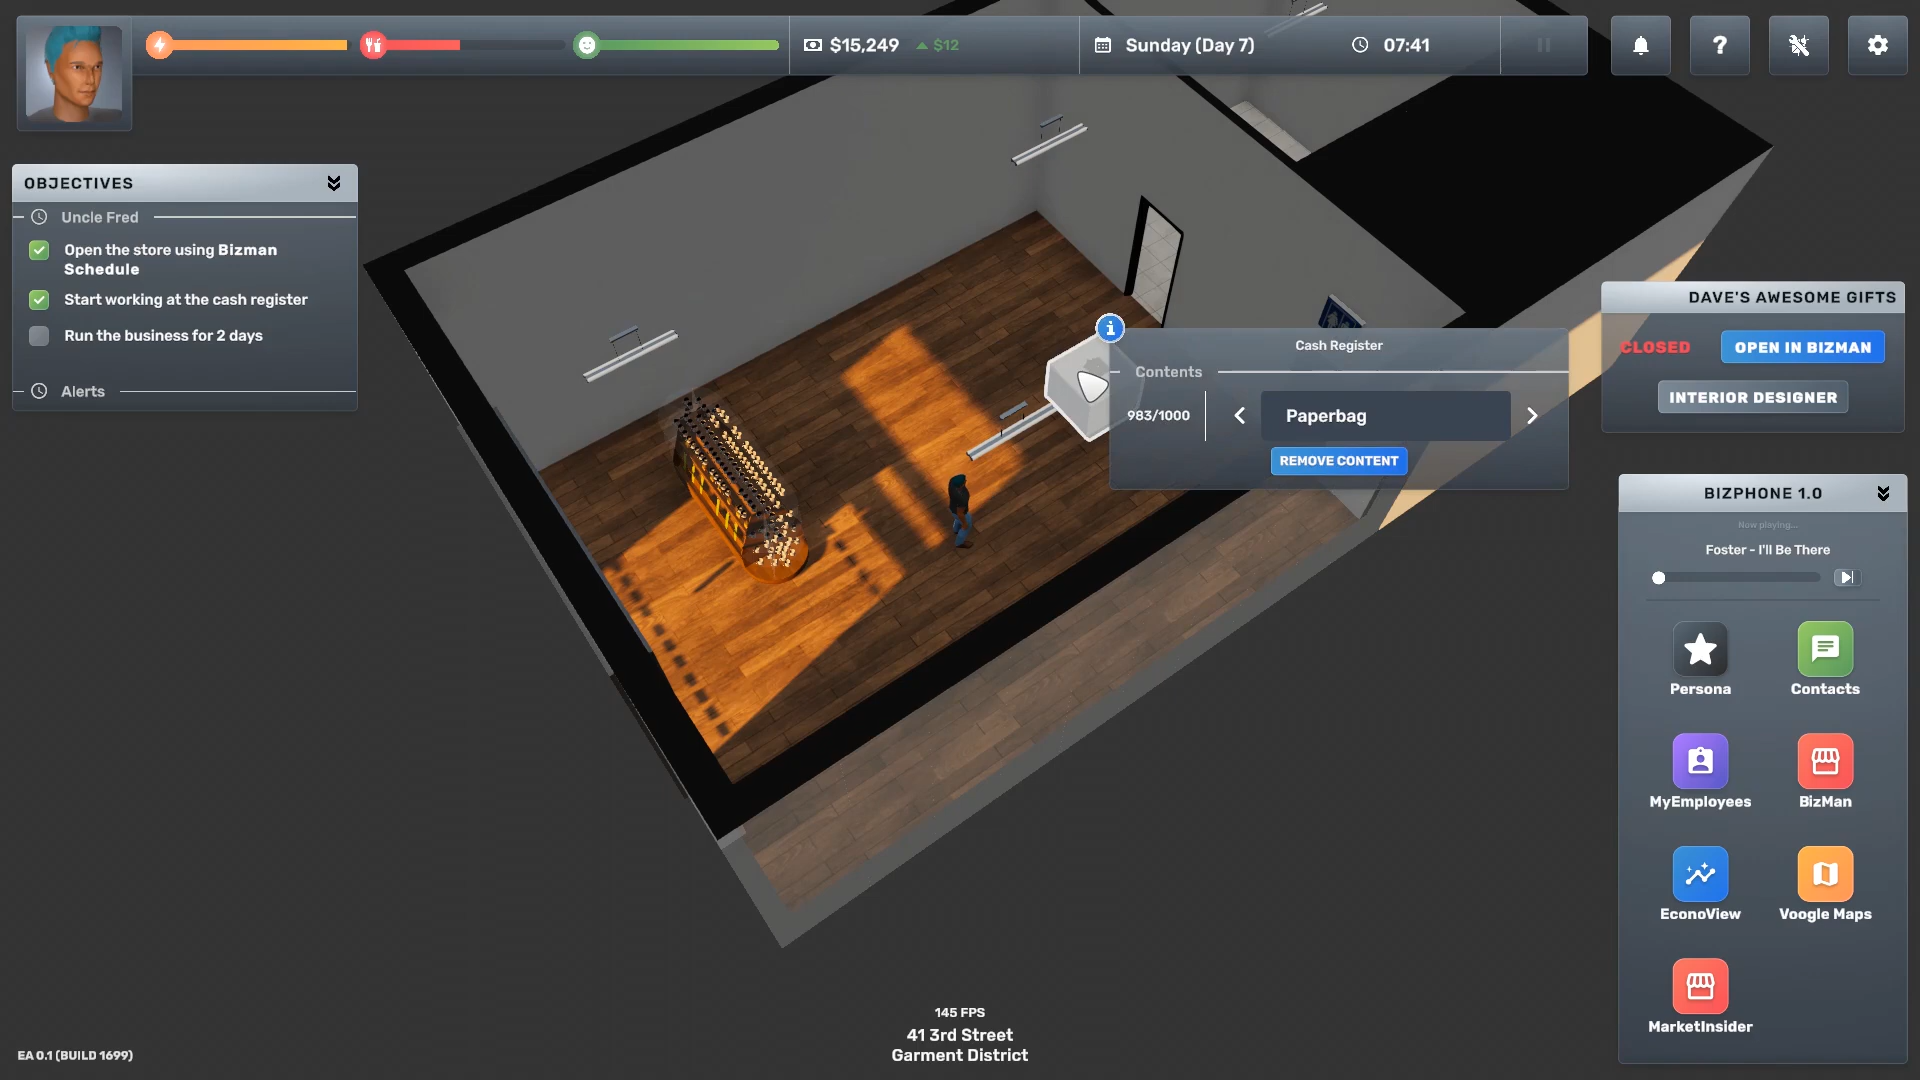 $15,249
$12
Sunday (Day 7)
07:41
?
OBJECTIVES
Uncle Fred
Open the store using Bizman
Schedule
Start working at the cash register
Run the business for 2 days
Alerts
i
Cash Register
Contents
983/1000
Paperbag
REMOVE CONTENT
DAVE'S AWESOME GIFTS
CLOSED
OPEN IN BIZMAN
INTERIOR DESIGNER
BIZPHONE 1.0
Now playing...
Foster - I'll Be There
Persona
Contacts
MyEmployees
BizMan
EconoView
Voogle Maps
MarketInsider
145 FPS
41 3rd Street
Garment District
EA 0.1 (BUILD 1699)